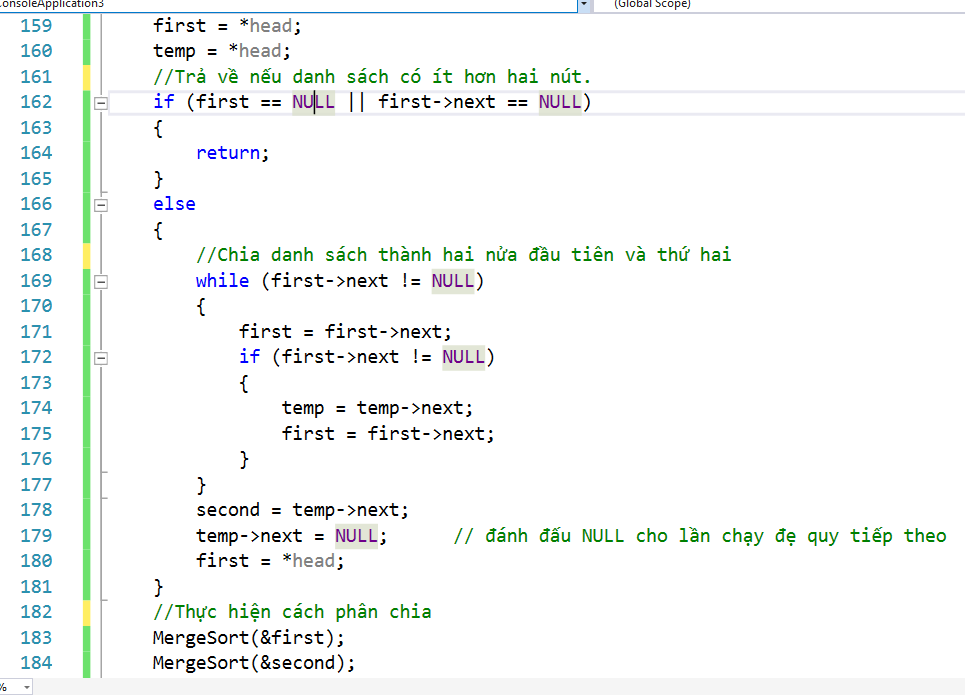 onsoleApplication3 (Global Scope)
159 first = *head;
160 temp = *head;
161 //Trả về nếu danh sách có ít hơn hai nút.
162 if (first == NULL || first->next == NULL)
163 {
164 return;
165 }
166 else
167 {
168 //Chia danh sách thành hai nửa đầu tiên và thứ hai
169 while (first->next != NULL)
170 {
171 first = first->next;
172 if (first->next != NULL)
173 {
174 temp = temp->next;
175 first = first->next;
176 }
177 }
178 second = temp->next;
179 temp->next = NULL; // đánh đấu NULL cho lần chạy đẹ quy tiếp theo
180 first = *head;
181 }
182 //Thực hiện cách phân chia
183 MergeSort(&first);
184 MergeSort(&second);
%